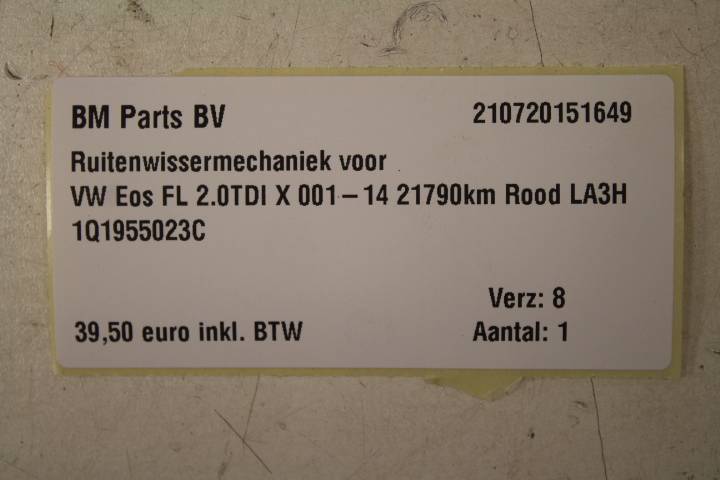 BM Parts BV 210720151649
Ruitenwissermechaniek voor
VW Eos FL 2.0TDI X 001-14 21790km Rood LA3H
1Q1955023C
Verz: 8
39,50 euro inkl. BTW Aantal: 1